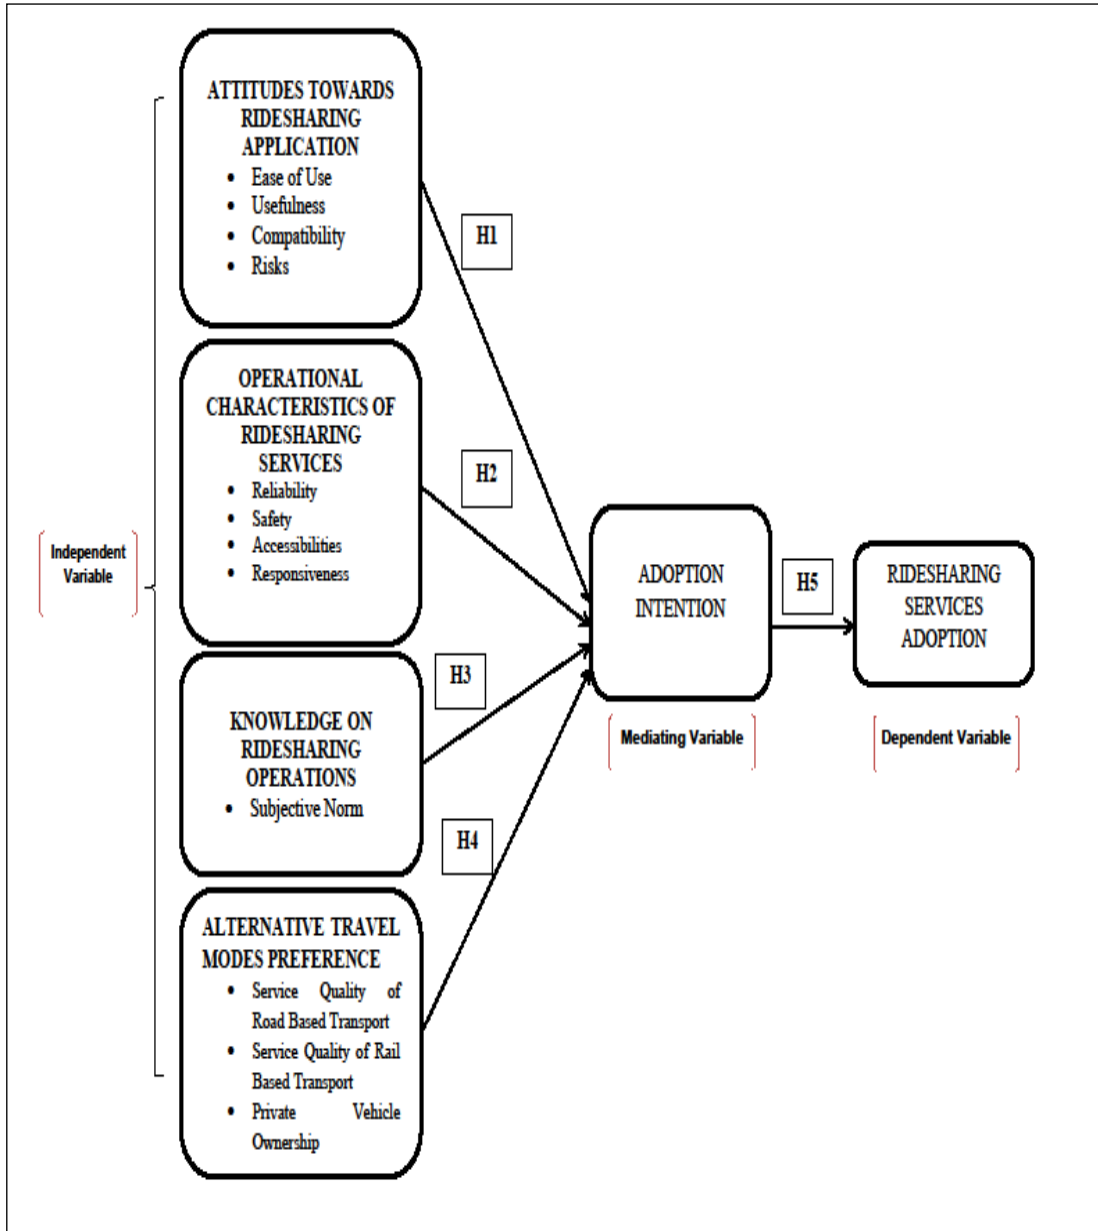 ATTITUDES TOWARDS
RIDESHARING
APPLICATION
• Ease of Use
• Usefulness
• Compatibility
• Risks
H1
OPERATIONAL
CHARACTERISTICS OF
RIDESHARING
SERVICES
• Reliability
• Safety
• Accessibilities
• Responsiveness
H2
Independent
Variable
KNOWLEDGE ON
RIDESHARING
OPERATIONS
• Subjective Norm
H3
ALTERNATIVE TRAVEL
MODES PREFERENCE
• Service Quality of
Road Based Transport
• Service Quality of Rail
Based Transport
• Private Vehicle
Ownership
H4
ADOPTION
INTENTION
Mediating Variable
H5
RIDESHARING
SERVICES
ADOPTION
Dependent Variable